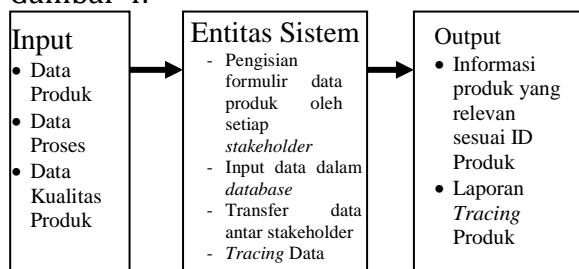 Input
• Data
Produk
• Data
Proses
• Data
Kualitas
Produk
Entitas Sistem
- Pengisian
formulir data
produk oleh
setiap
stakeholder
- Input data dalam
database
- Transfer data
antar stakeholder
- Tracing Data
Output
• Informasi
produk yang
relevan
sesuai ID
Produk
• Laporan
Tracing
Produk